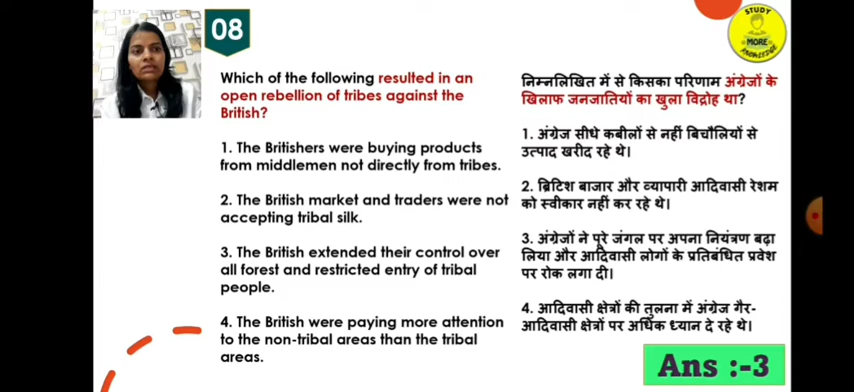 08
STUDY
MORE
KNOWLEDGE
Which of the following resulted in an
open rebellion of tribes against the
British?
1. The Britishers were buying products
from middlemen not directly from tribes.
2. The British market and traders were not
accepting tribal silk.
3. The British extended their control over
all forest and restricted entry of tribal
people.
4. The British were paying more attention
to the non-tribal areas than the tribal
areas.
निम्नलिखित में से किसका परिणाम अंग्रेजों के
खिलाफ जनजातियों का खुला विद्रोह था?
1. अंग्रेज सीधे कबीलों से नहीं बिचौलियों से
उत्पाद खरीद रहे थे।
2. ब्रिटिश बाजार और व्यापारी आदिवासी रेशम
को स्वीकार नहीं कर रहे थे।
3. अंग्रेजों ने पूरे जंगल पर अपना नियंत्रण बढ़ा
लिया और आदिवासी लोगों के प्रतिबंधित प्रवेश
पर रोक लगा दी।
4. आदिवासी क्षेत्रों की तुलना में अंग्रेज गैर-
आदिवासी क्षेत्रों पर अधिक ध्यान दे रहे थे।
Ans :-3